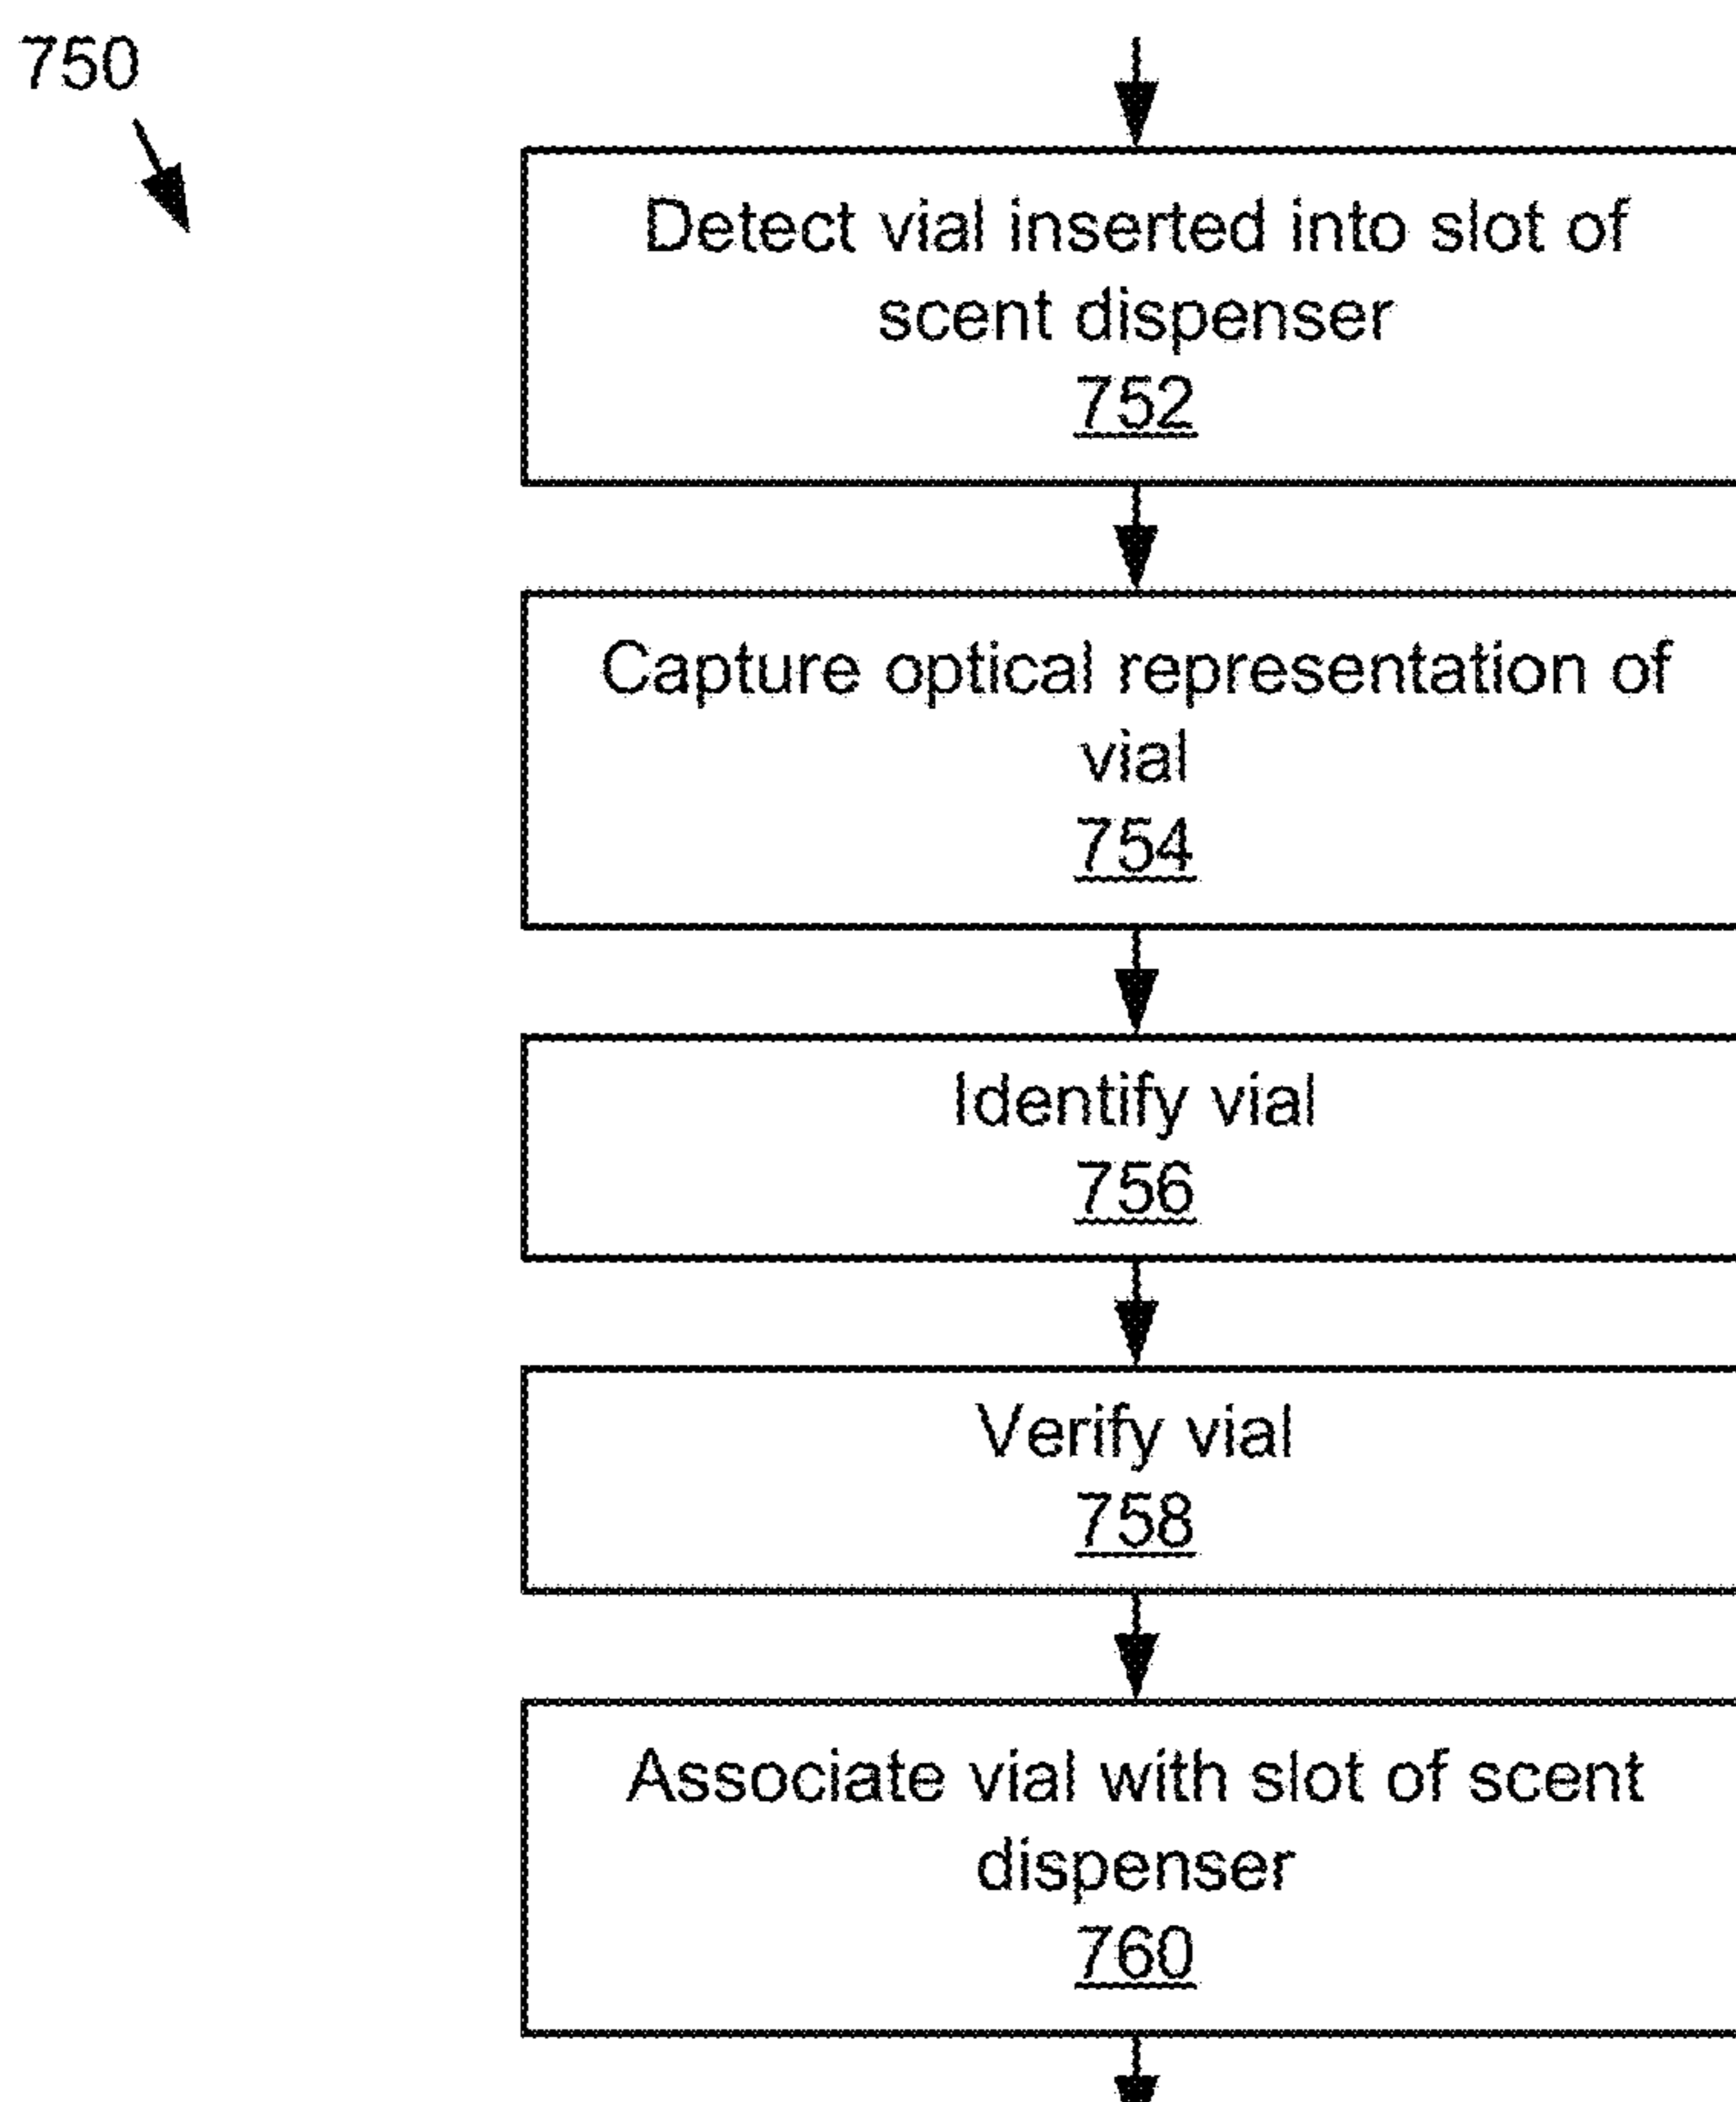 750
Detect vial inserted into slot of
scent dispenser
752
Capture optical representation of
vial
754
Identify vial
756
Verify vial
758
Associate vial with slot of scent
dispenser
760